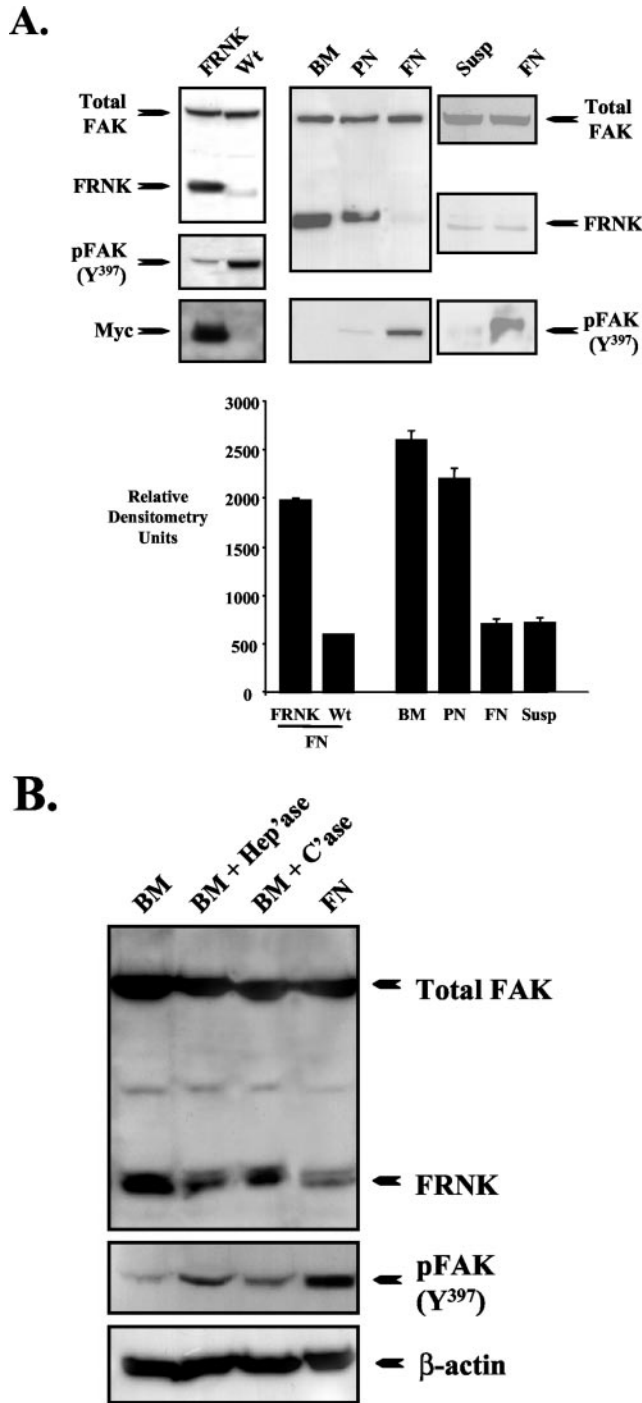 A.
FRNK
Wt
BM
PN
FN
Susp
FN
Total
FAK
FRNK
pFAK
(Y397)
Myc
Total
FAK
FRNK
pFAK
(Y397)
3000
2500
2000
1500
1000
500
0
Relative
Densitometry
Units
FRNK Wt BM PN FN Susp
FN
B.
BM
BM + Hep'ase
BM + C'ase
FN
Total FAK
FRNK
pFAK
(Y397)
β-actin